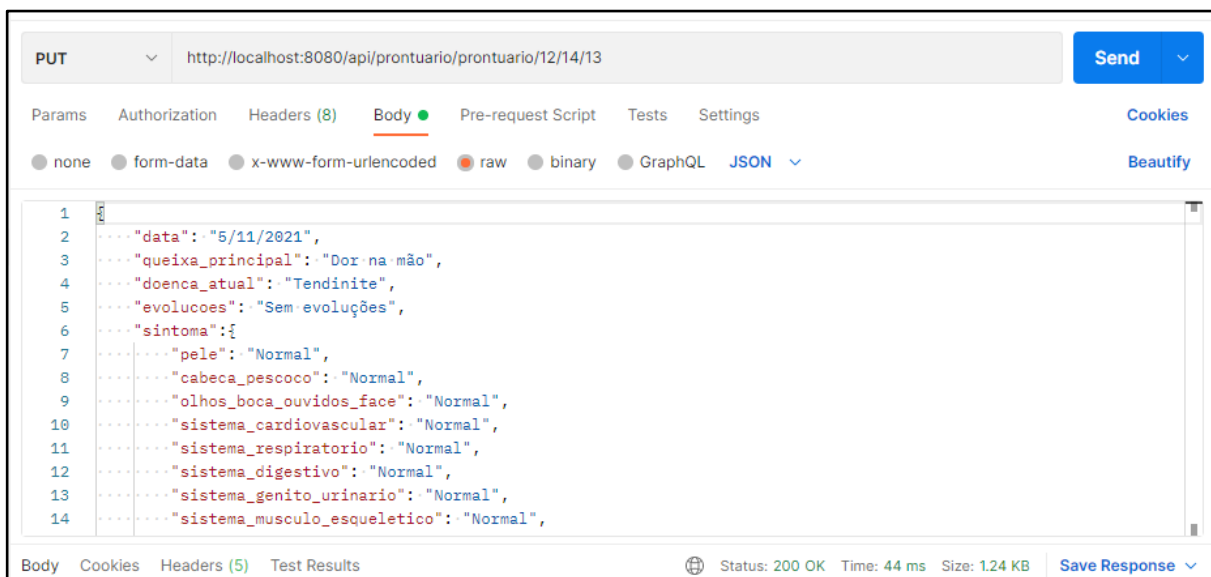 PUT http://localhost:8080/api/prontuario/prontuario/12/14/13 Send
Params Authorization Headers (8) Body Pre-request Script Tests Settings Cookies
none form-data x-www-form-urlencoded raw binary GraphQL JSON Beautify
1 {
2 "data": "5/11/2021",
3 "queixa_principal": "Dor na mão",
4 "doenca_atual": "Tendinite",
5 "evolucoes": "Sem evoluções",
6 "sintoma":{
7 "pele": "Normal",
8 "cabeca_pescoco": "Normal",
9 "olhos_boca_ouvidos_face": "Normal",
10 "sistema_cardiovascular": "Normal",
11 "sistema_respiratorio": "Normal",
12 "sistema_digestivo": "Normal",
13 "sistema_genito_urinario": "Normal",
14 "sistema_musculo_esqueletico": "Normal",
Body Cookies Headers (5) Test Results Status: 200 OK Time: 44 ms Size: 1.24 KB Save Response